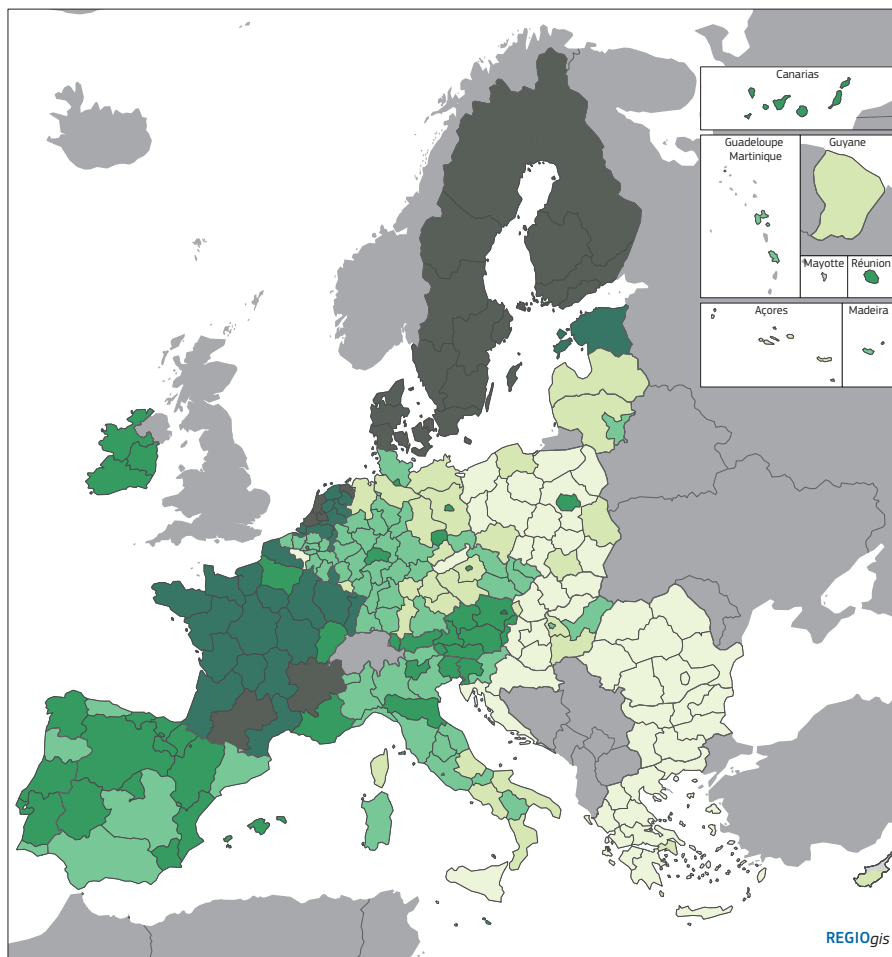 Canarias
Guadeloupe
Martinique
Guyane
Mayotte
Réunion
Açores
Madeira
REGIOgis